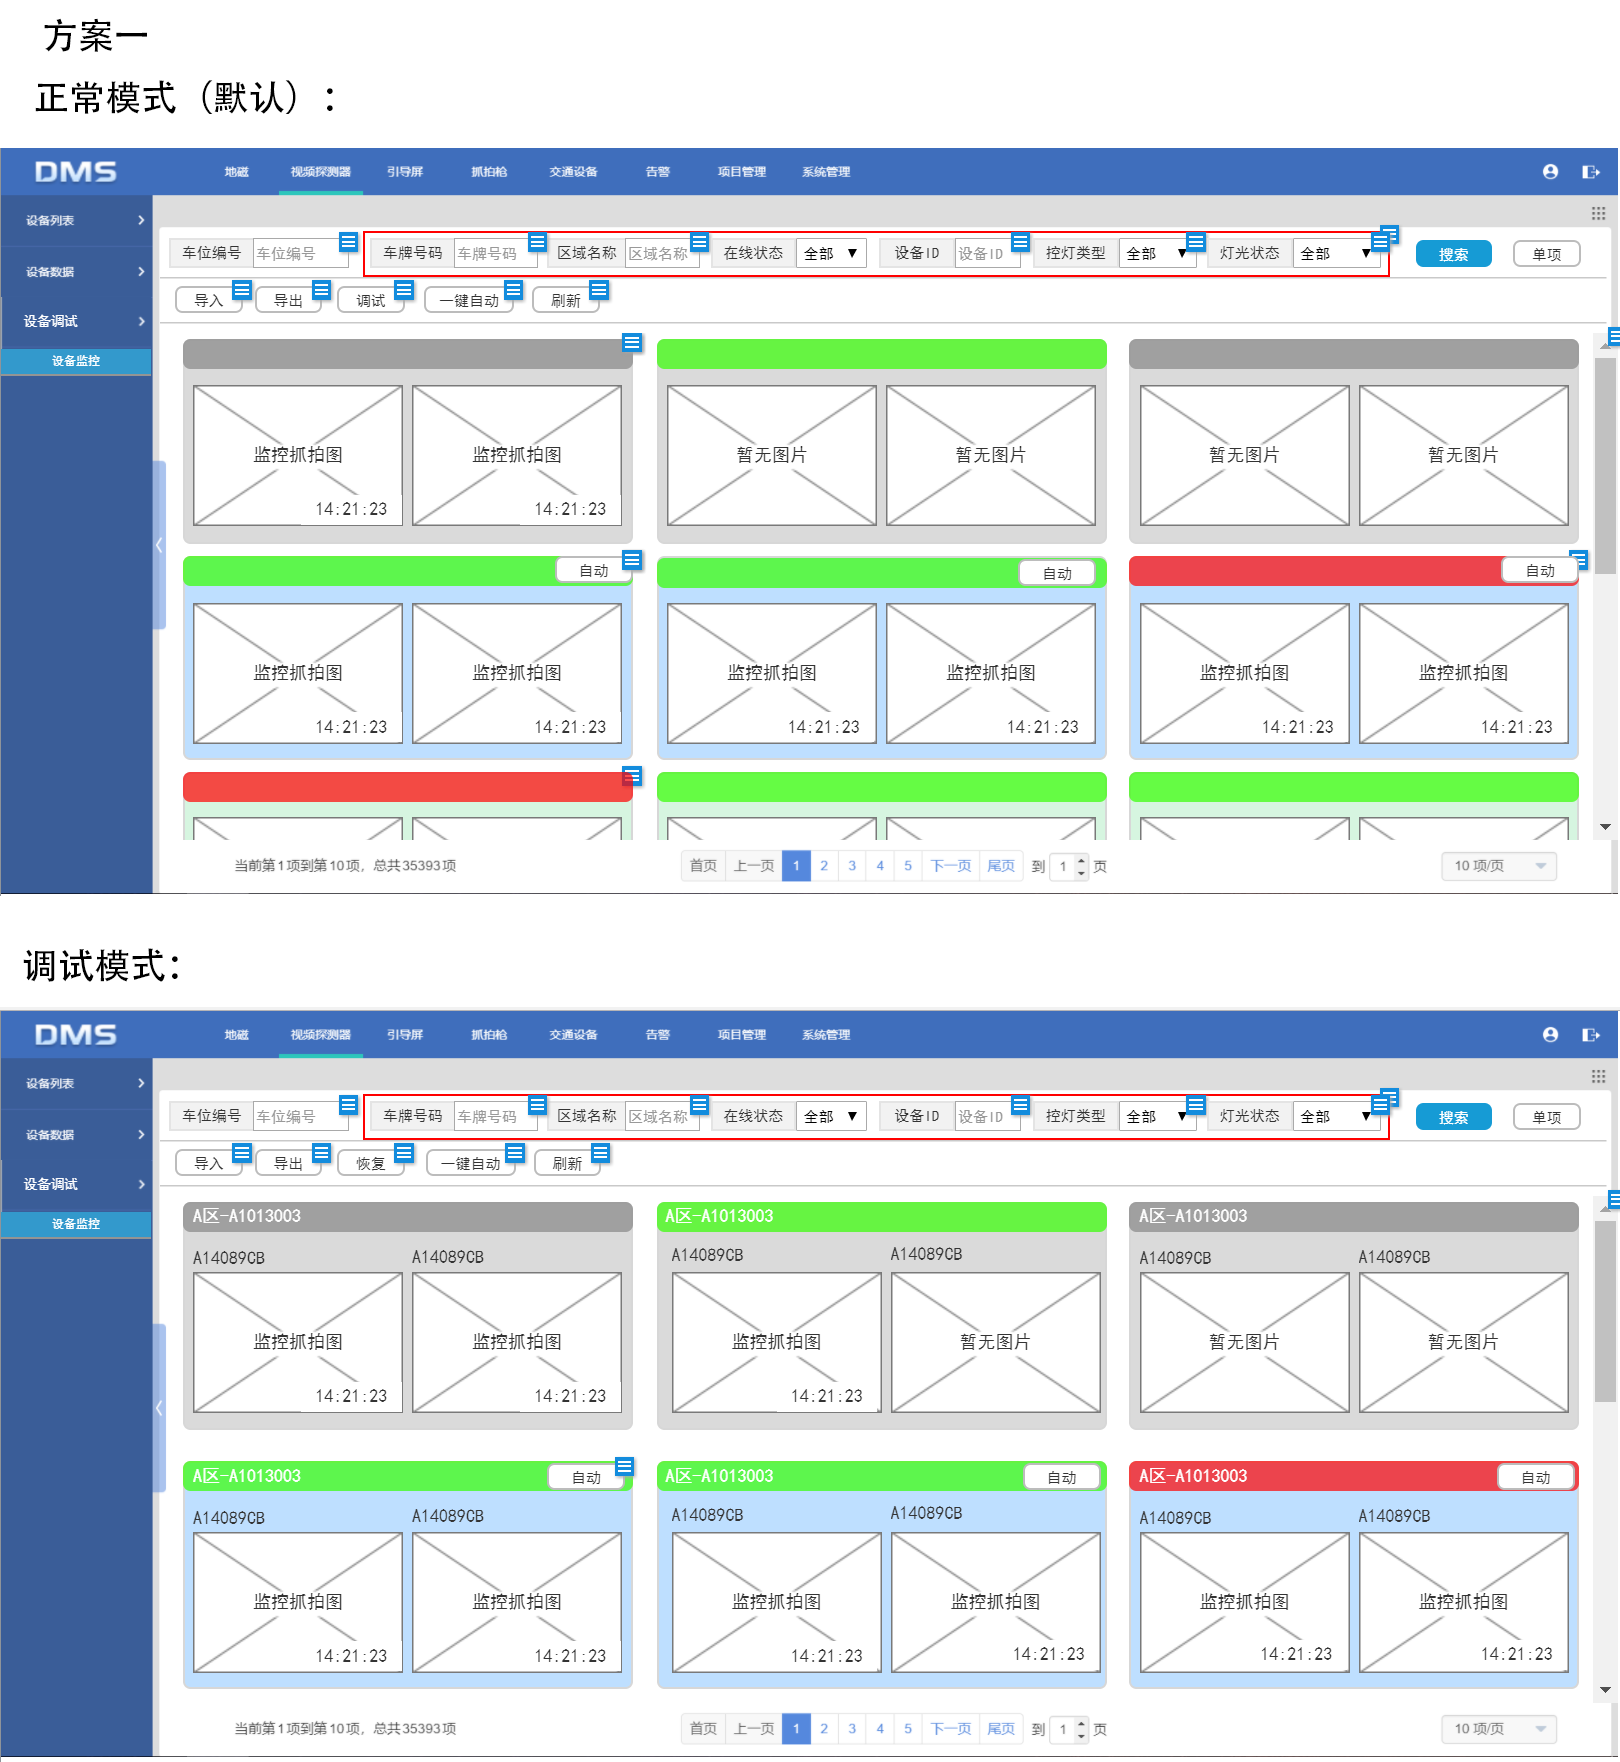 方案一
正常模式（默认）：
DMS 地磁 视频探测器 引导屏 抓拍枪 交通设备 告警 项目管理 系统管理
设备列表
设备数据
设备调试
设备监控
车位编号 车位编号 车牌号码 车牌号码 区域名称 区域名称 在线状态 全部 设备ID 设备ID 控灯类型 全部 灯光状态 全部 搜索 单项
导入 导出 调试 一键自动 刷新
监控抓拍图 监控抓拍图 暂无图片 暂无图片 暂无图片 暂无图片
14:21:23 14:21:23
自动 自动 自动
监控抓拍图 监控抓拍图 监控抓拍图 监控抓拍图 监控抓拍图 监控抓拍图
14:21:23 14:21:23 14:21:23 14:21:23 14:21:23 14:21:23
当前第1项到第10项，总共35393项 首页 上一页 1 2 3 4 5 下一页 尾页 到 1 页 10 项/页
调试模式：
DMS 地磁 视频探测器 引导屏 抓拍枪 交通设备 告警 项目管理 系统管理
设备列表
设备数据
设备调试
设备监控
车位编号 车位编号 车牌号码 车牌号码 区域名称 区域名称 在线状态 全部 设备ID 设备ID 控灯类型 全部 灯光状态 全部 搜索 单项
导入 导出 恢复 一键自动 刷新
A区-A1013003 A区-A1013003 A区-A1013003
A14089CB A14089CB A14089CB A14089CB A14089CB A14089CB
监控抓拍图 监控抓拍图 监控抓拍图 暂无图片 暂无图片 暂无图片
14:21:23 14:21:23 14:21:23
A区-A1013003 自动 A区-A1013003 自动 A区-A1013003 自动
A14089CB A14089CB A14089CB A14089CB A14089CB A14089CB
监控抓拍图 监控抓拍图 监控抓拍图 监控抓拍图 监控抓拍图 监控抓拍图
14:21:23 14:21:23 14:21:23 14:21:23 14:21:23 14:21:23
当前第1项到第10项，总共35393项 首页 上一页 1 2 3 4 5 下一页 尾页 到 1 页 10 项/页